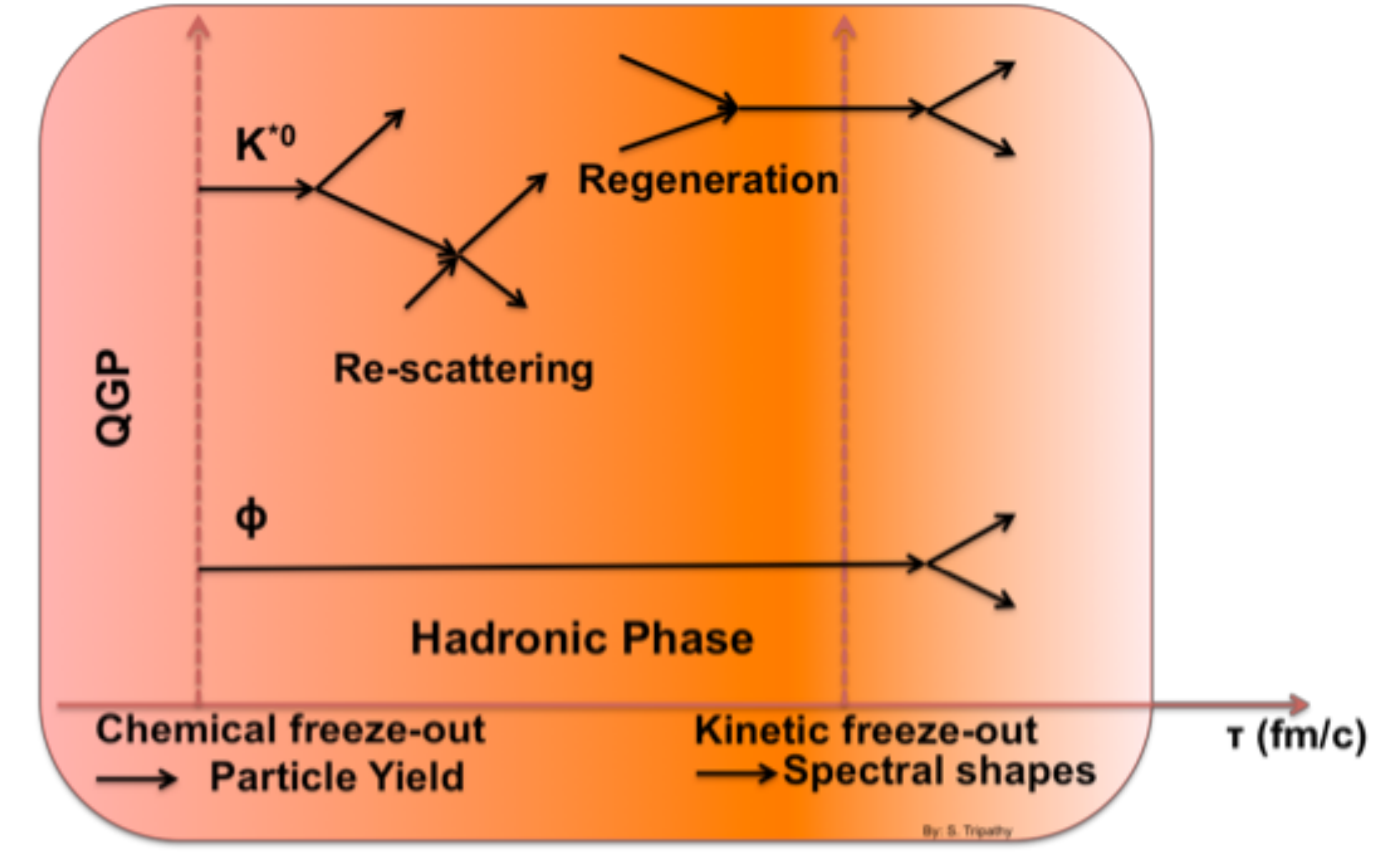 K*0
Regeneration
Re-scattering
QGP
ϕ
Hadronic Phase
Chemical freeze-out
Particle Yield
Kinetic freeze-out
Spectral shapes
τ (fm/c)
By: S. Tripathy